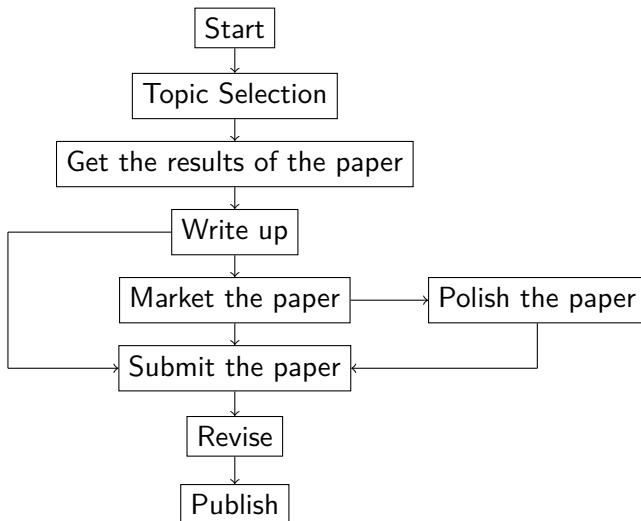 Start
Topic Selection
Get the results of the paper
Write up
Market the paper
Polish the paper
Submit the paper
Revise
Publish